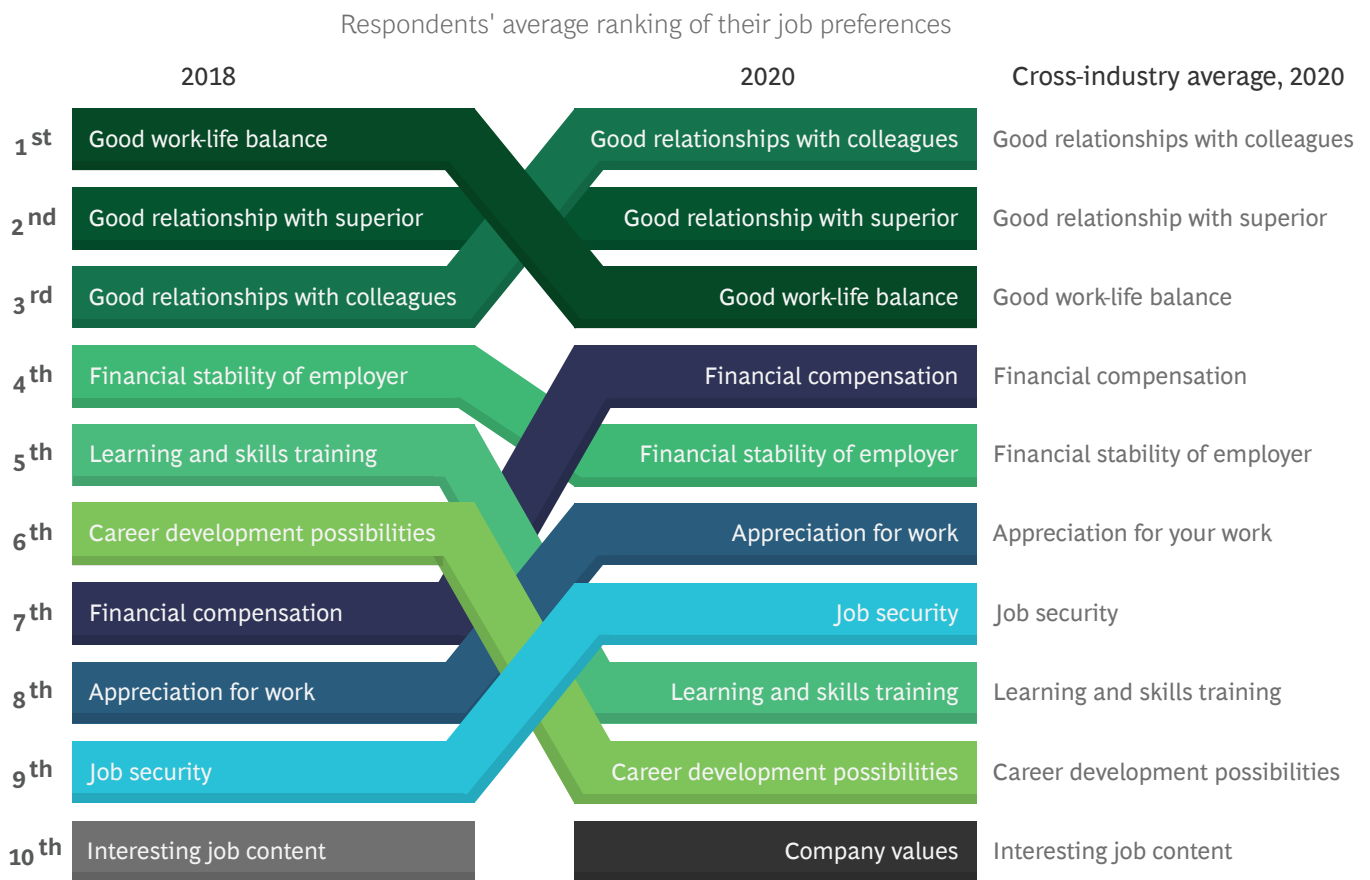 Respondents' average ranking of their job preferences
2018 2020 Cross-industry average, 2020
1st Good work-life balance Good relationships with colleagues Good relationships with colleagues
2nd Good relationship with superior Good relationship with superior Good relationship with superior
3rd Good relationships with colleagues Good work-life balance Good work-life balance
4th Financial stability of employer Financial compensation Financial compensation
5th Learning and skills training Financial stability of employer Financial stability of employer
6th Career development possibilities Appreciation for work Appreciation for your work
7th Financial compensation Job security Job security
8th Appreciation for work Learning and skills training Learning and skills training
9th Job security Career development possibilities Career development possibilities
10th Interesting job content Company values Interesting job content